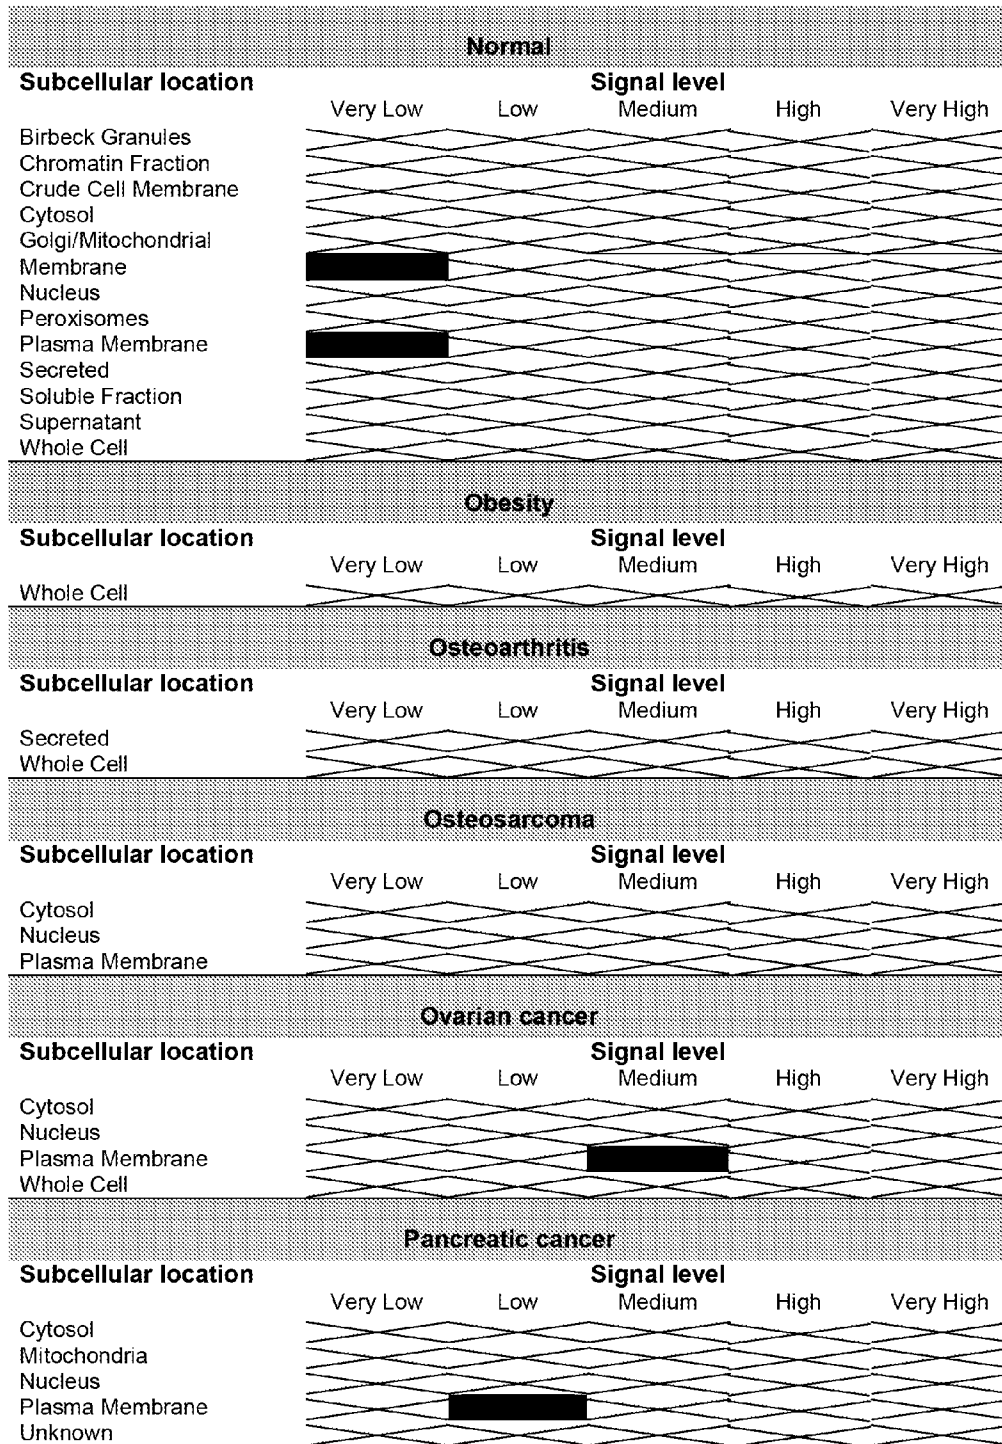 Normal
Subcellular location Signal level
Very Low Low Medium High Very High
Birbeck Granules
Chromatin Fraction
Crude Cell Membrane
Cytosol
Golgi/Mitochondrial
Membrane
Nucleus
Peroxisomes
Plasma Membrane
Secreted
Soluble Fraction
Supernatant
Whole Cell
Obesity
Subcellular location Signal level
Very Low Low Medium High Very High
Whole Cell
Osteoarthritis
Subcellular location Signal level
Very Low Low Medium High Very High
Secreted
Whole Cell
Osteosarcoma
Subcellular location Signal level
Very Low Low Medium High Very High
Cytosol
Nucleus
Plasma Membrane
Ovarian cancer
Subcellular location Signal level
Very Low Low Medium High Very High
Cytosol
Nucleus
Plasma Membrane
Whole Cell
Pancreatic cancer
Subcellular location Signal level
Very Low Low Medium High Very High
Cytosol
Mitochondria
Nucleus
Plasma Membrane
Unknown